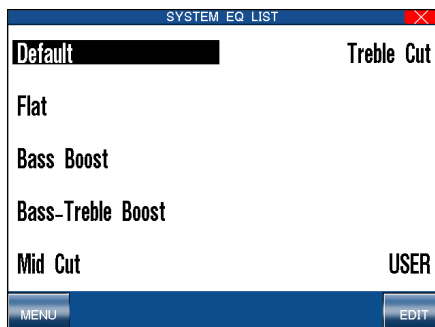 SYSTEM EQ LIST
Default
Treble Cut
Flat
Bass Boost
Bass-Treble Boost
Mid Cut
USER
MENU
EDIT